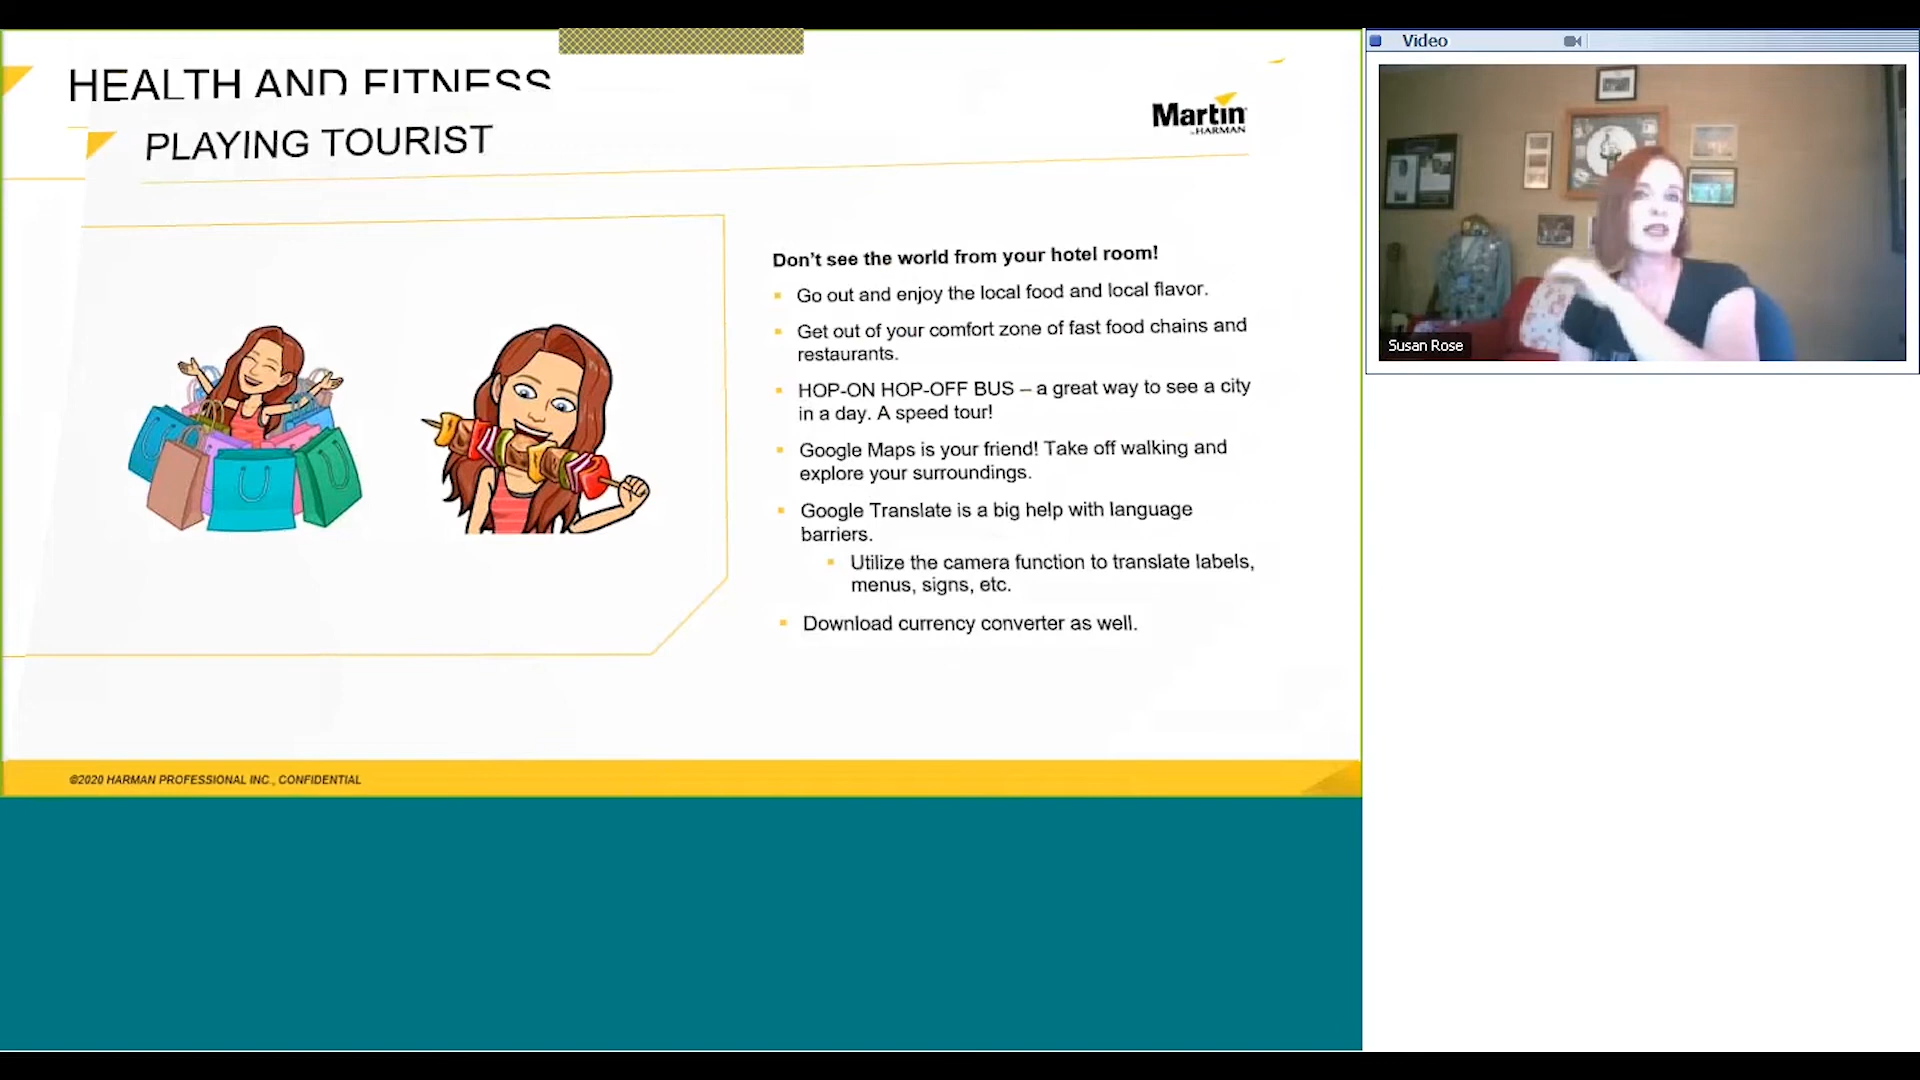 HEALTH AND FITNESS
PLAYING TOURIST
Martin
by HARMAN
Don't see the world from your hotel room!
Go out and enjoy the local food and local flavor.
Get out of your comfort zone of fast food chains and
restaurants.
HOP-ON HOP-OFF BUS – a great way to see a city
in a day. A speed tour!
Google Maps is your friend! Take off walking and
explore your surroundings.
Google Translate is a big help with language
barriers.
Utilize the camera function to translate labels,
menus, signs, etc.
Download currency converter as well.
©2020 HARMAN PROFESSIONAL INC., CONFIDENTIAL
Video
Susan Rose